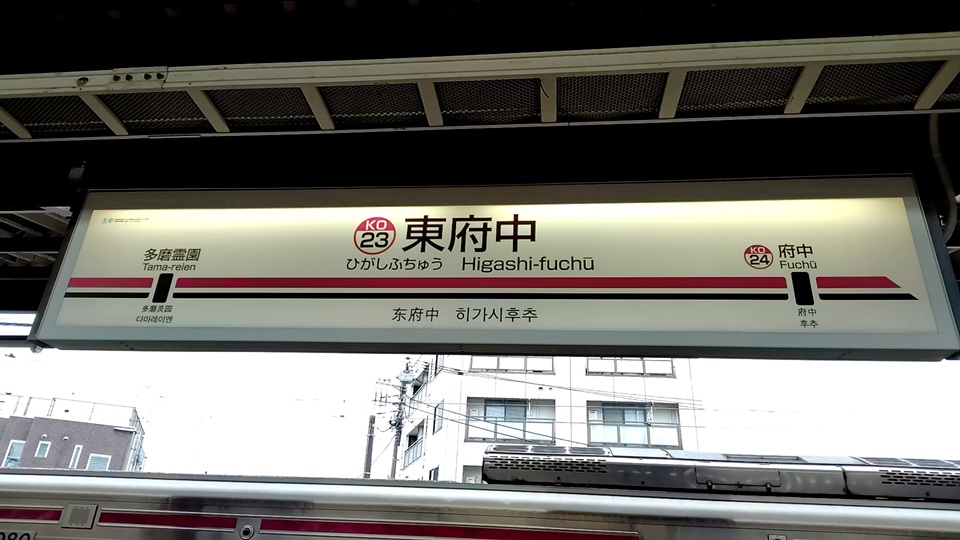 KO
23
東府中
ひがしふちゅう Higashi-fuchū
多磨霊園
Tama-reien
KO
24
府中
Fuchū
多磨灵园
다마레이엔
东府中 히가시후추
府中
후추